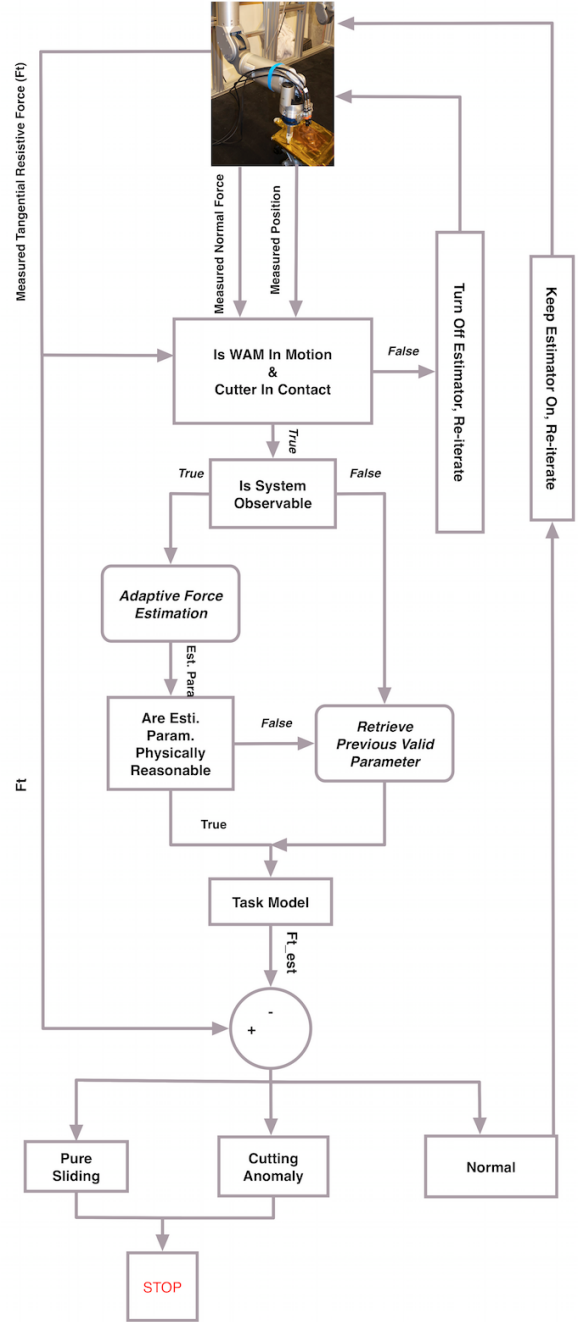 Measured Tangential Resistive Force (Ft)
Measured Normal Force
Measured Position
Turn Off Estimator, Re-iterate
Keep Estimator On, Re-iterate
Is WAM In Motion
&
Cutter In Contact
False
True
True
Is System
Observable
False
Adaptive Force
Estimation
Est. Para
Are Esti.
Param.
Physically
Reasonable
False
Retrieve
Previous Valid
Parameter
Ft
True
Task Model
Ft_est
-
+
Pure
Sliding
Cutting
Anomaly
Normal
STOP